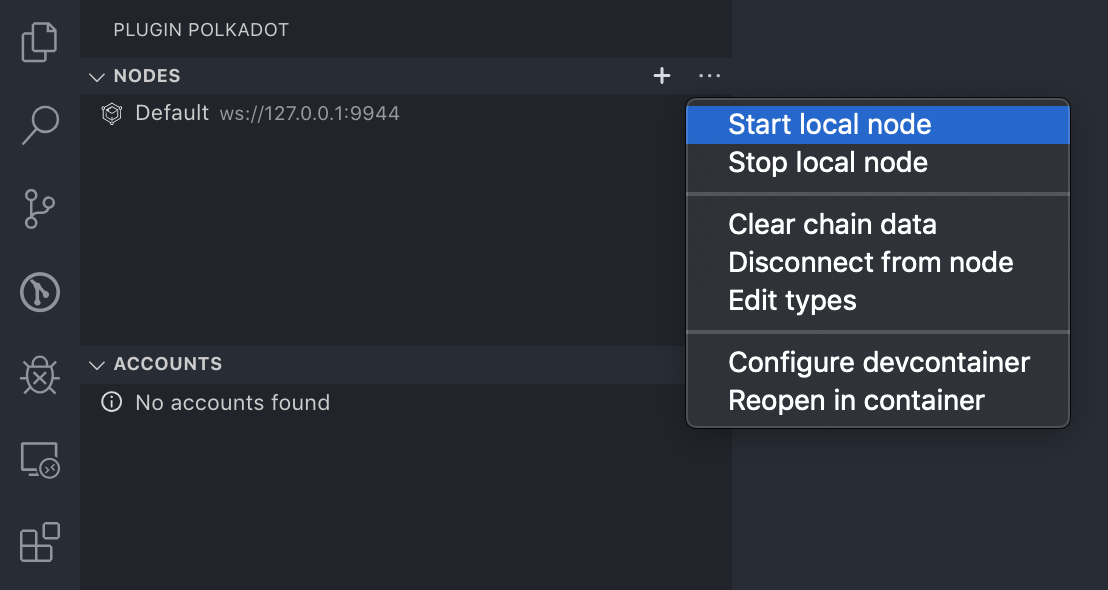 PLUGIN POLKADOT
NODES
Default ws://127.0.0.1:9944
Start local node
Stop local node
Clear chain data
Disconnect from node
Edit types
Configure devcontainer
Reopen in container
ACCOUNTS
No accounts found